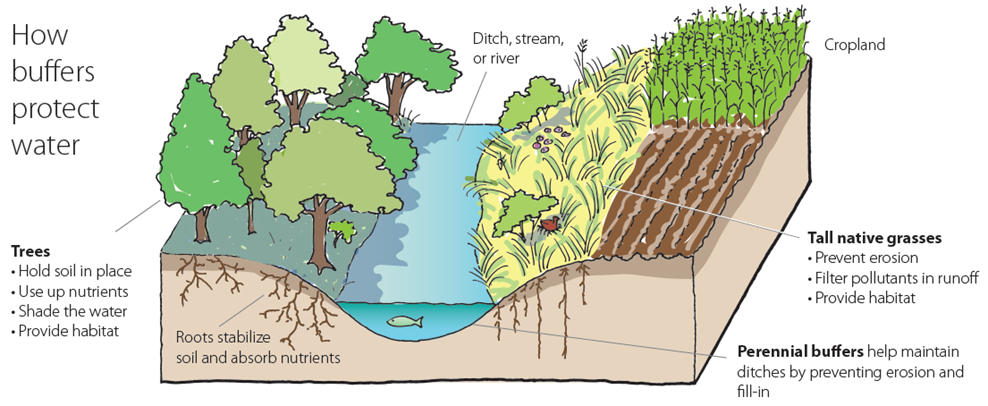 How
buffers
protect
water
Ditch, stream,
or river
Cropland
Trees
• Hold soil in place
• Use up nutrients
• Shade the water
• Provide habitat
Roots stabilize
soil and absorb nutrients
Tall native grasses
• Prevent erosion
• Filter pollutants in runoff
• Provide habitat
Perennial buffers help maintain
ditches by preventing erosion and
fill-in